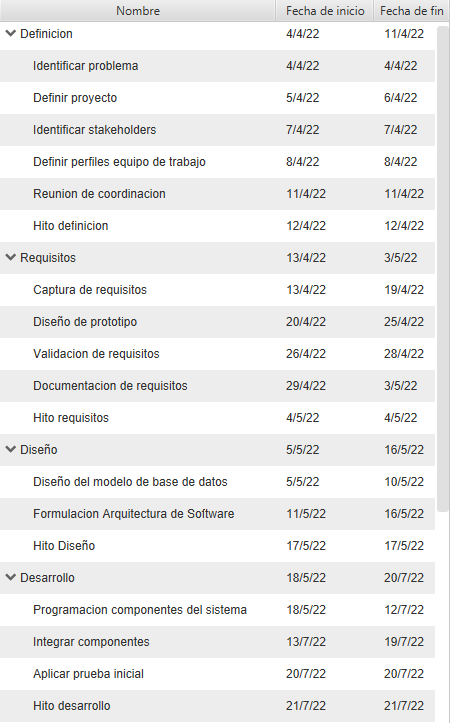 Nombre Fecha de inicio Fecha de fin
Definicion 4/4/22 11/4/22
Identificar problema 4/4/22 4/4/22
Definir proyecto 5/4/22 6/4/22
Identificar stakeholders 7/4/22 7/4/22
Definir perfiles equipo de trabajo 8/4/22 8/4/22
Reunion de coordinacion 11/4/22 11/4/22
Hito definicion 12/4/22 12/4/22
Requisitos 13/4/22 3/5/22
Captura de requisitos 13/4/22 19/4/22
Diseño de prototipo 20/4/22 25/4/22
Validacion de requisitos 26/4/22 28/4/22
Documentacion de requisitos 29/4/22 3/5/22
Hito requisitos 4/5/22 4/5/22
Diseño 5/5/22 16/5/22
Diseño del modelo de base de datos 5/5/22 10/5/22
Formulacion Arquitectura de Software 11/5/22 16/5/22
Hito Diseño 17/5/22 17/5/22
Desarrollo 18/5/22 20/7/22
Programacion componentes del sistema 18/5/22 12/7/22
Integrar componentes 13/7/22 19/7/22
Aplicar prueba inicial 20/7/22 20/7/22
Hito desarrollo 21/7/22 21/7/22